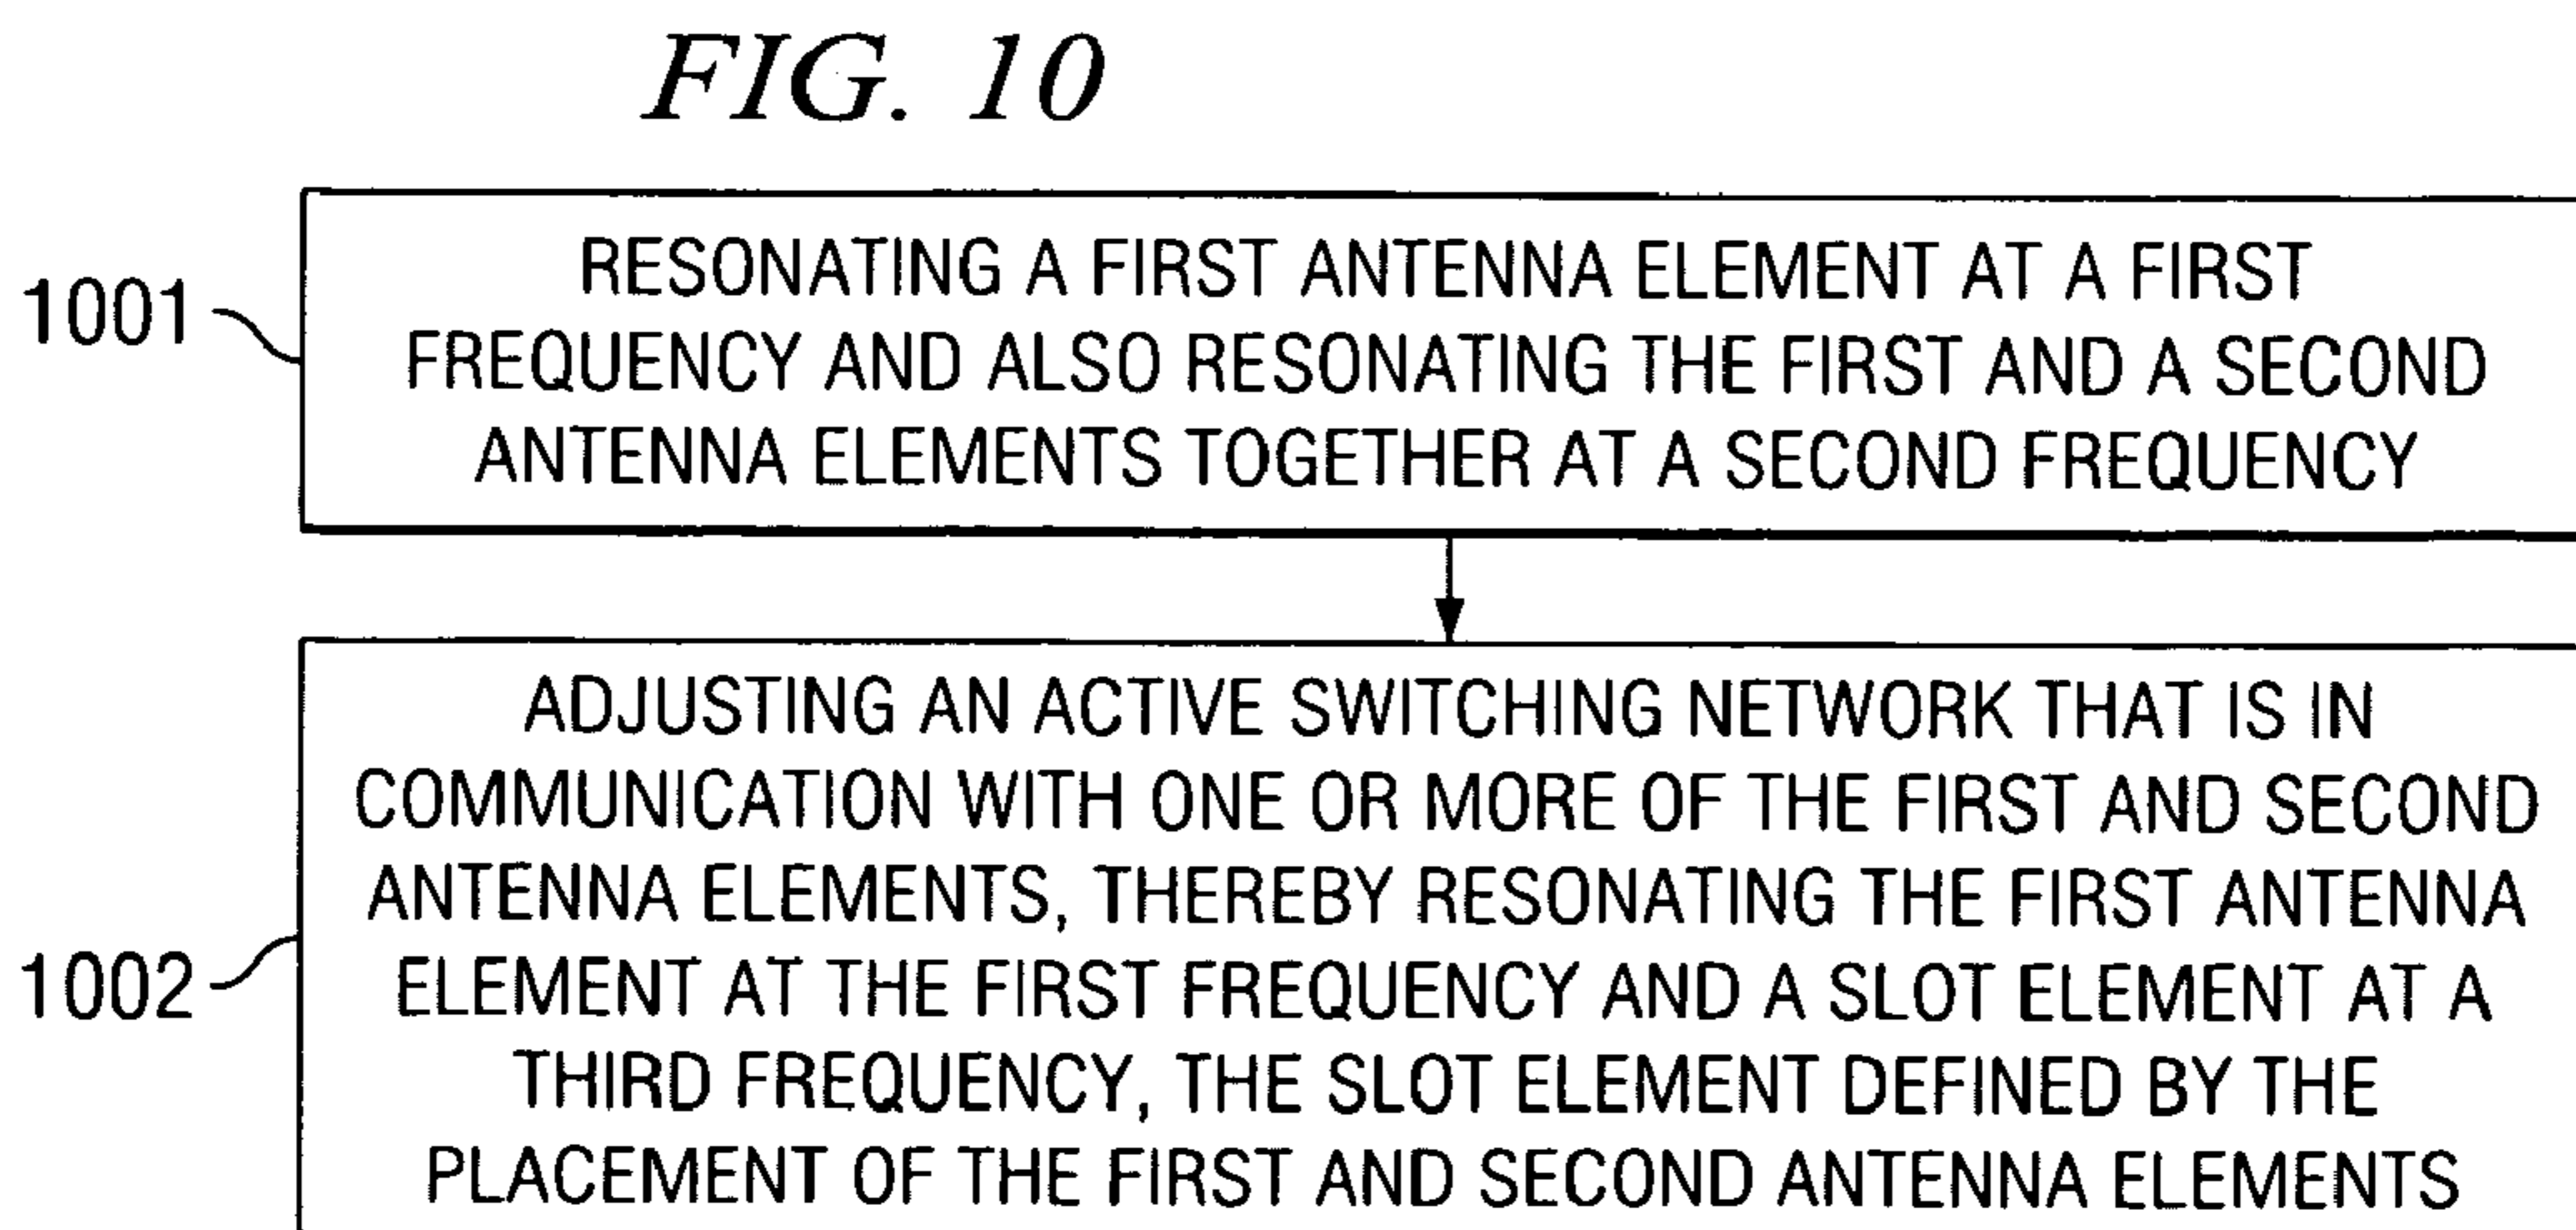 FIG. 10
1001
RESONATING A FIRST ANTENNA ELEMENT AT A FIRST
FREQUENCY AND ALSO RESONATING THE FIRST AND A SECOND
ANTENNA ELEMENTS TOGETHER AT A SECOND FREQUENCY
1002
ADJUSTING AN ACTIVE SWITCHING NETWORK THAT IS IN
COMMUNICATION WITH ONE OR MORE OF THE FIRST AND SECOND
ANTENNA ELEMENTS, THEREBY RESONATING THE FIRST ANTENNA
ELEMENT AT THE FIRST FREQUENCY AND A SLOT ELEMENT AT A
THIRD FREQUENCY, THE SLOT ELEMENT DEFINED BY THE
PLACEMENT OF THE FIRST AND SECOND ANTENNA ELEMENTS